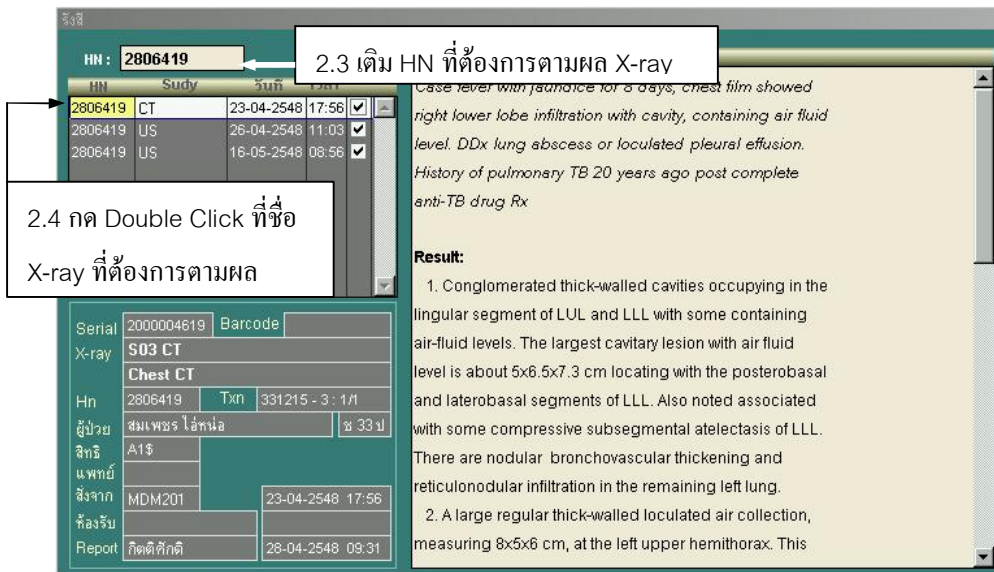 รังสี
HN : 2806419
2.3 เติม HN ที่ต้องการตามผล X-ray
HN Sudy วันที่ เวลา
2806419 CT 23-04-2548 17:56
2806419 US 26-04-2548 11:03
2806419 US 16-05-2548 08:56
2.4 กด Double Click ที่ชื่อ
X-ray ที่ต้องการตามผล
Serial 2000004619 Barcode
X-ray S03 CT
Chest CT
Hn 2806419 Txn 331215 - 3 : 1/1
ผู้ป่วย สมเพชร ไอ่หน่อ ช 33 ป
สิทธิ A1$
แพทย์
สั่งจาก MDM201 23-04-2548 17:56
ห้องรับ
Report กิตติศักดิ์ 28-04-2548 09:31
Case fever with jaundice for 8 days, chest film showed
right lower lobe infiltration with cavity, containing air fluid
level. DDx lung abscess or loculated pleural effusion.
History of pulmonary TB 20 years ago post complete
anti-TB drug Rx
Result:
1. Conglomerated thick-walled cavities occupying in the
lingular segment of LUL and LLL with some containing
air-fluid levels. The largest cavitary lesion with air fluid
level is about 5x6.5x7.3 cm locating with the posterobasal
and laterobasal segments of LLL. Also noted associated
with some compressive subsegmental atelectasis of LLL.
There are nodular bronchovascular thickening and
reticulonodular infiltration in the remaining left lung.
2. A large regular thick-walled loculated air collection,
measuring 8x5x6 cm, at the left upper hemithorax. This